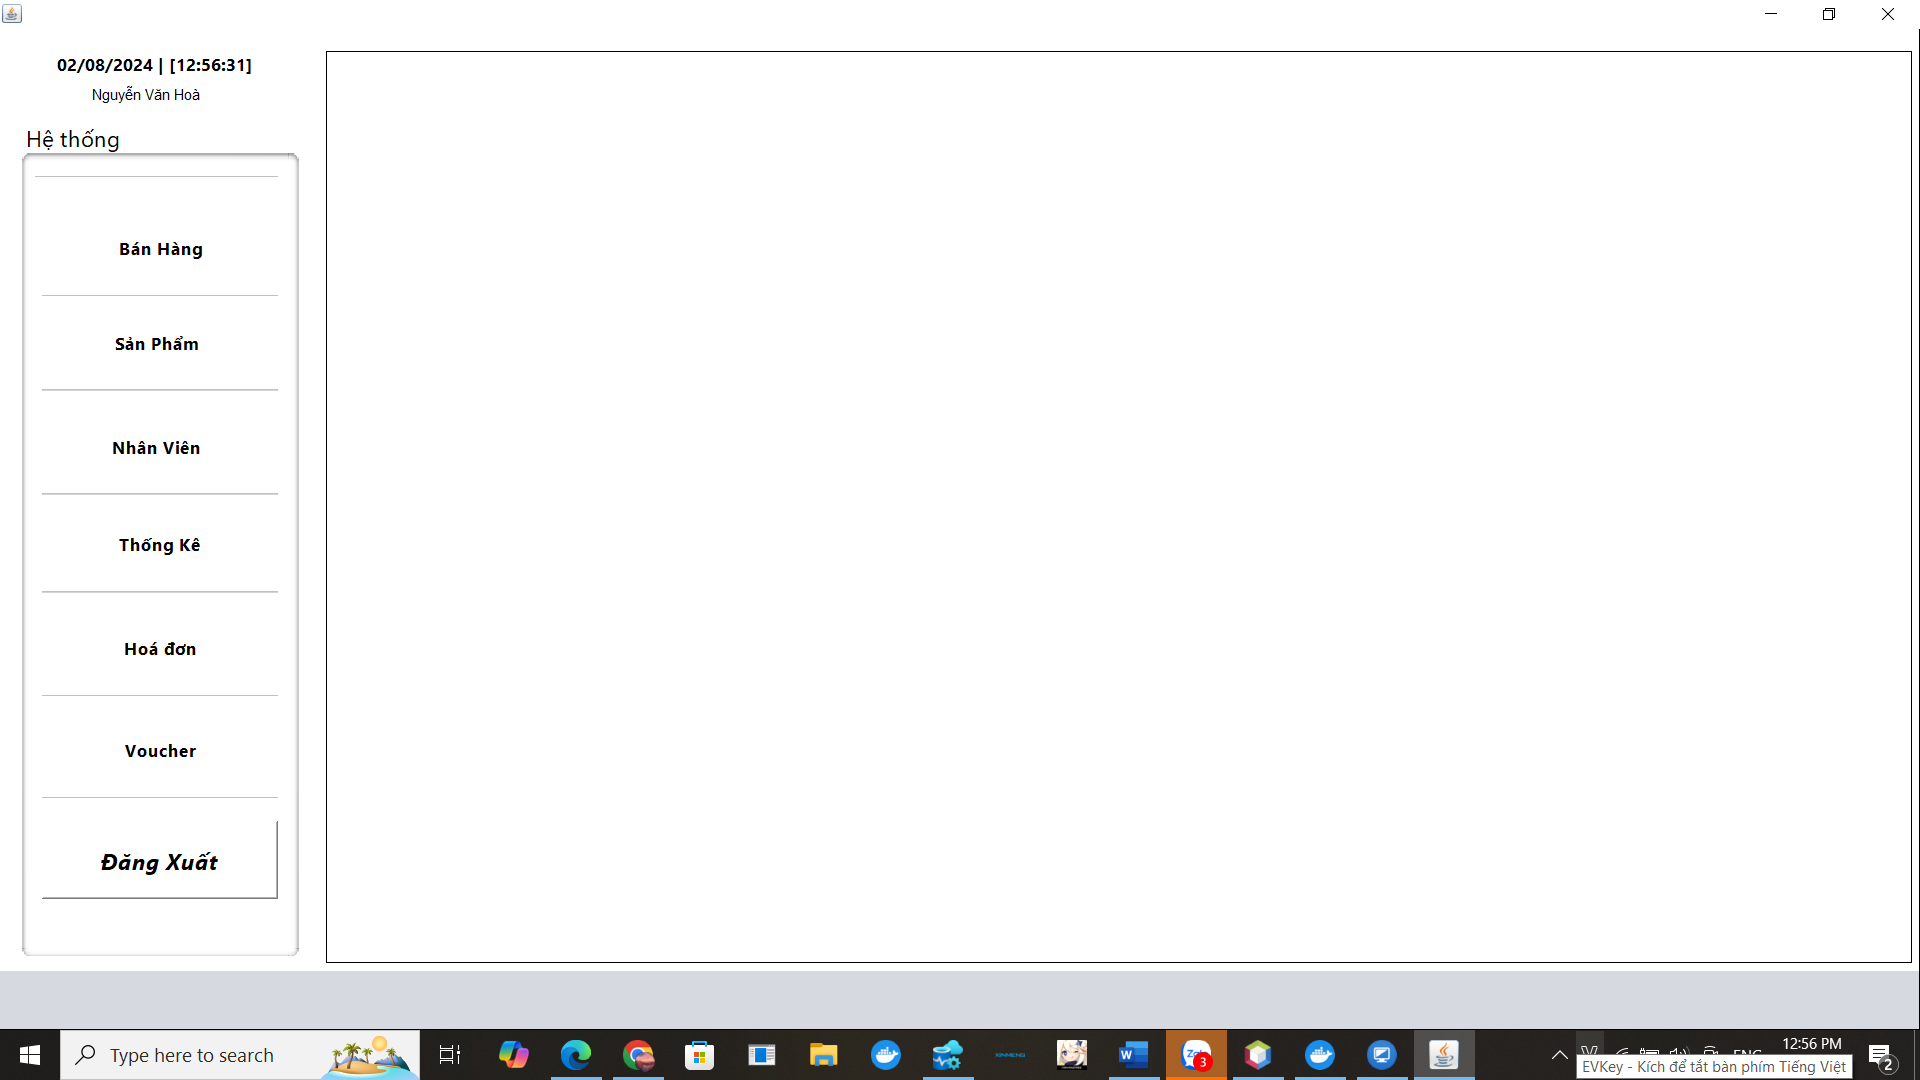 02/08/2024 | [12:56:31]
Nguyễn Văn Hoà
Hệ thống
Bán Hàng
Sản Phẩm
Nhân Viên
Thống Kê
Hoá đơn
Voucher
Đăng Xuất
Type here to search
3
12:56 PM
2
EVKey - Kích để tắt bàn phím Tiếng Việt